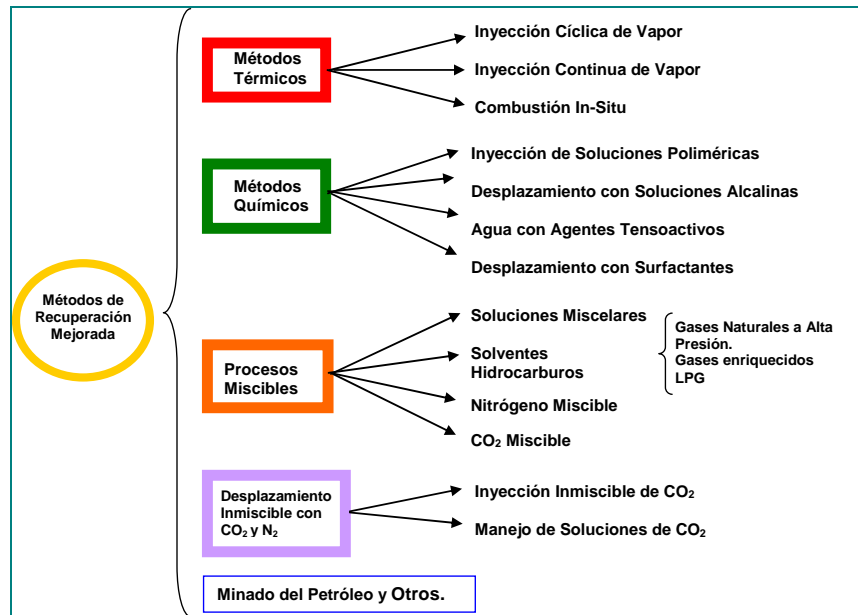 Métodos de
Recuperación
Mejorada
Métodos
Térmicos
Inyección Cíclica de Vapor
Inyección Continua de Vapor
Combustión In-Situ
Métodos
Químicos
Inyección de Soluciones Poliméricas
Desplazamiento con Soluciones Alcalinas
Agua con Agentes Tensoactivos
Desplazamiento con Surfactantes
Procesos
Miscibles
Soluciones Miscelares
Solventes
Hidrocarburos
Gases Naturales a Alta
Presión.
Gases enriquecidos
LPG
Nitrógeno Miscible
CO₂ Miscible
Desplazamiento
Inmiscible con
CO₂ y N₂
Inyección Inmiscible de CO₂
Manejo de Soluciones de CO₂
Minado del Petróleo y Otros.